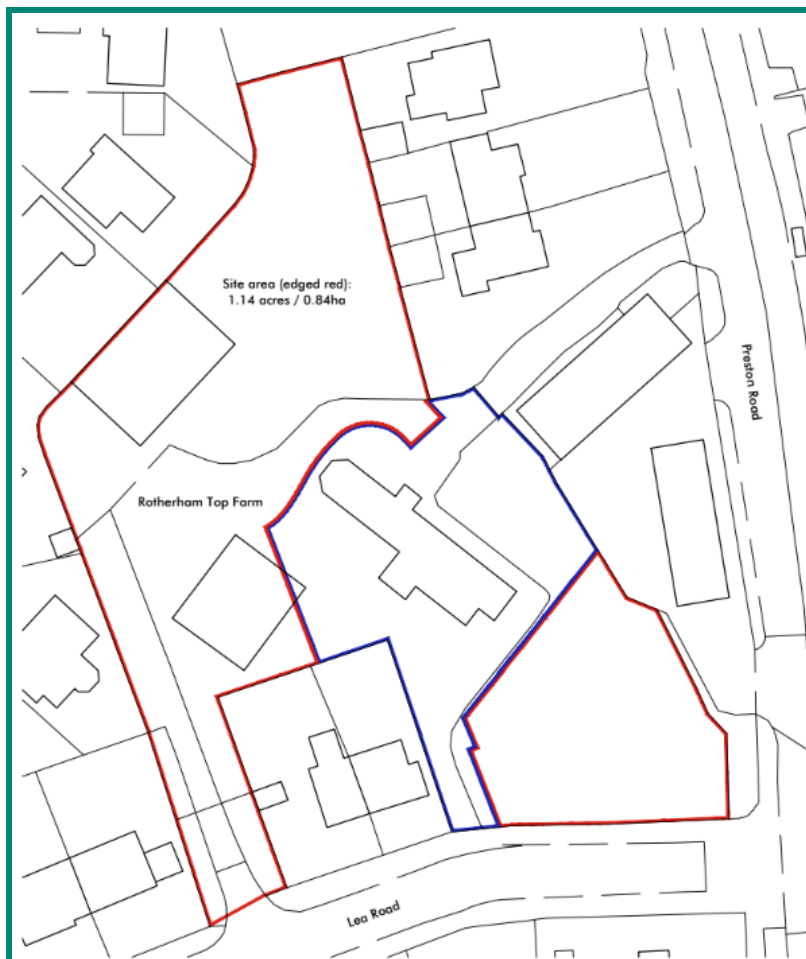 Site area (edged red):
1.14 acres / 0.84ha
Preston Road
Rotherham Top Farm
Lea Road